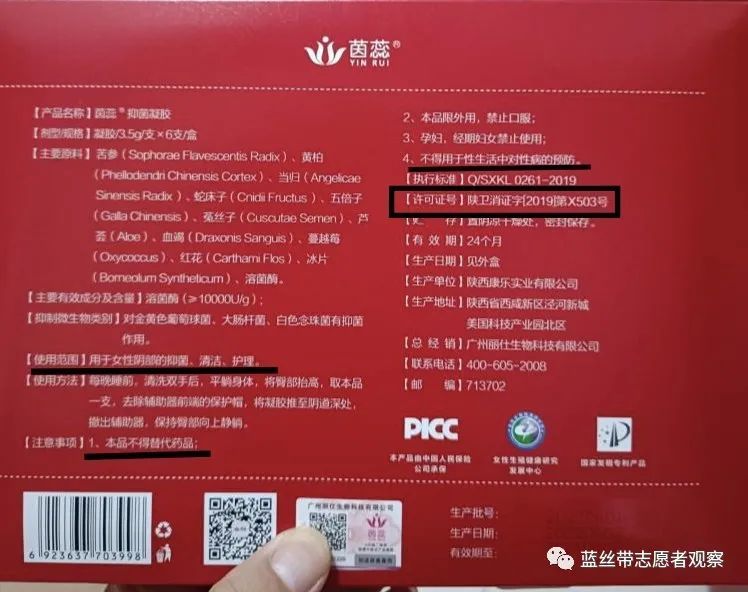 茵蕊®
YIN RUI
【产品名称】茵蕊®抑菌凝胶
【剂型/规格】凝胶/3.5g/支×6支/盒
【主要原料】苦参（Sophorae Flavescentis Radix）、黄柏
（Phellodendri Chinensis Cortex）、当归（Angelicae
Sinensis Radix）、蛇床子（Cnidii Fructus）、五倍子
（Galla Chinensis）、菟丝子（Cuscutae Semen）、芦
荟（Aloe）、血竭（Draxonis Sanguis）、蔓越莓
（Oxycoccus）、红花（Carthami Flos）、冰片
（Borneolum Syntheticum）、溶菌酶。
【主要有效成分及含量】溶菌酶（≥10000U/g）；
【抑制微生物类别】对金黄色葡萄球菌、大肠杆菌、白色念珠菌有抑菌
作用。
【使用范围】用于女性阴部的抑菌、清洁、护理。
【使用方法】每晚睡前，清洗双手后，平躺身体，将臀部抬高，取本品
一支，去除辅助器前端的保护帽，将凝胶推至阴道深处，
撤出辅助器，保持臀部向上静躺。
【注意事项】1、本品不得替代药品；
2、本品限外用，禁止口服；
3、孕妇，经期妇女禁止使用；
4、不得用于性生活中对性病的预防。
【执行标准】Q/SXKL 0261-2019
【许可证号】陕卫消证字[2019]第X503号
【贮 存】置阴凉干燥处，密封保存。
【有 效 期】24个月
【生产日期】见外盒
【生产单位】陕西康乐实业有限公司
【生产地址】陕西省西咸新区泾河新城
美国科技产业园北区
【总 经 销】广州丽仕生物科技有限公司
【联系电话】400-605-2008
【邮 编】713702
PICC
本产品由中国人民保险
公司承保
女性生殖健康研究
发展中心
国家发明专利产品
6 923637 703998
广州丽仕生物科技有限公司
茵蕊
生产批号：
生产日期：
有效期至：
蓝丝带志愿者观察